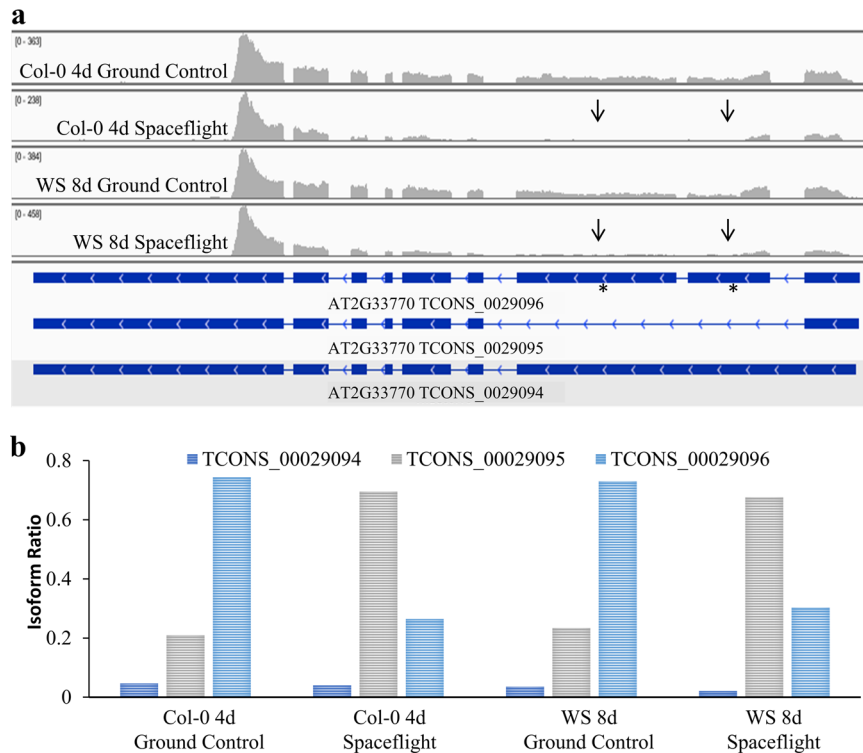 a
[0 - 363]
Col-0 4d Ground Control
[0 - 238]
Col-0 4d Spaceflight
[0 - 384]
WS 8d Ground Control
[0 - 458]
WS 8d Spaceflight
* *
AT2G33770 TCONS_0029096
AT2G33770 TCONS_0029095
AT2G33770 TCONS_0029094
b
TCONS_00029094 TCONS_00029095 TCONS_00029096
Isoform Ratio
0.8
0.6
0.4
0.2
0
Col-0 4d Col-0 4d WS 8d WS 8d
Ground Control Spaceflight Ground Control Spaceflight